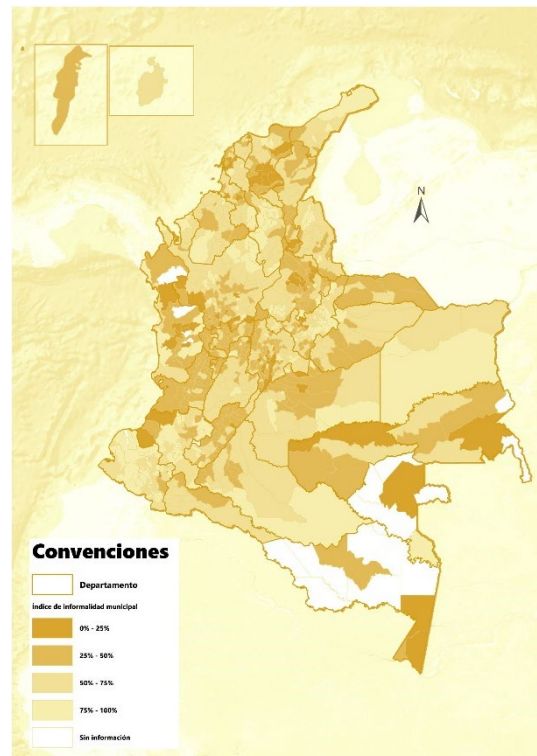 N
Convenciones
Departamento
Índice de informalidad municipal
0% - 25%
25% - 50%
50% - 75%
75% - 100%
Sin información